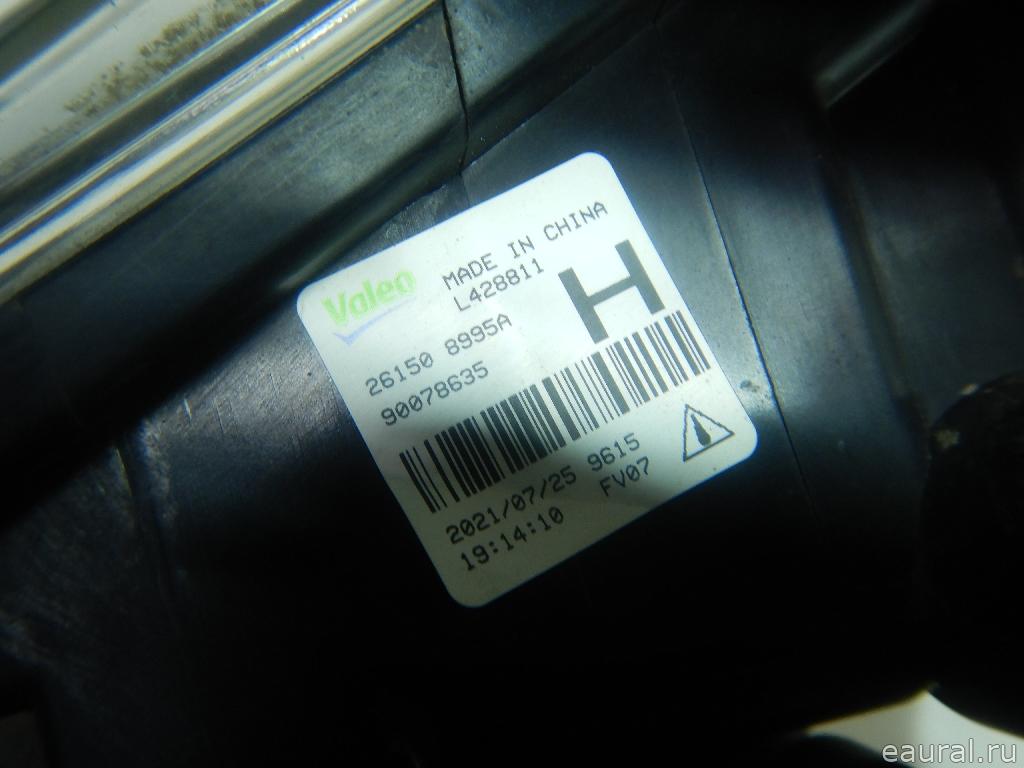 Valeo
MADE IN CHINA
L428811
H
26150 8995A
90078635
2021/07/25 9615
19:14:10 FV07
eaural.ru